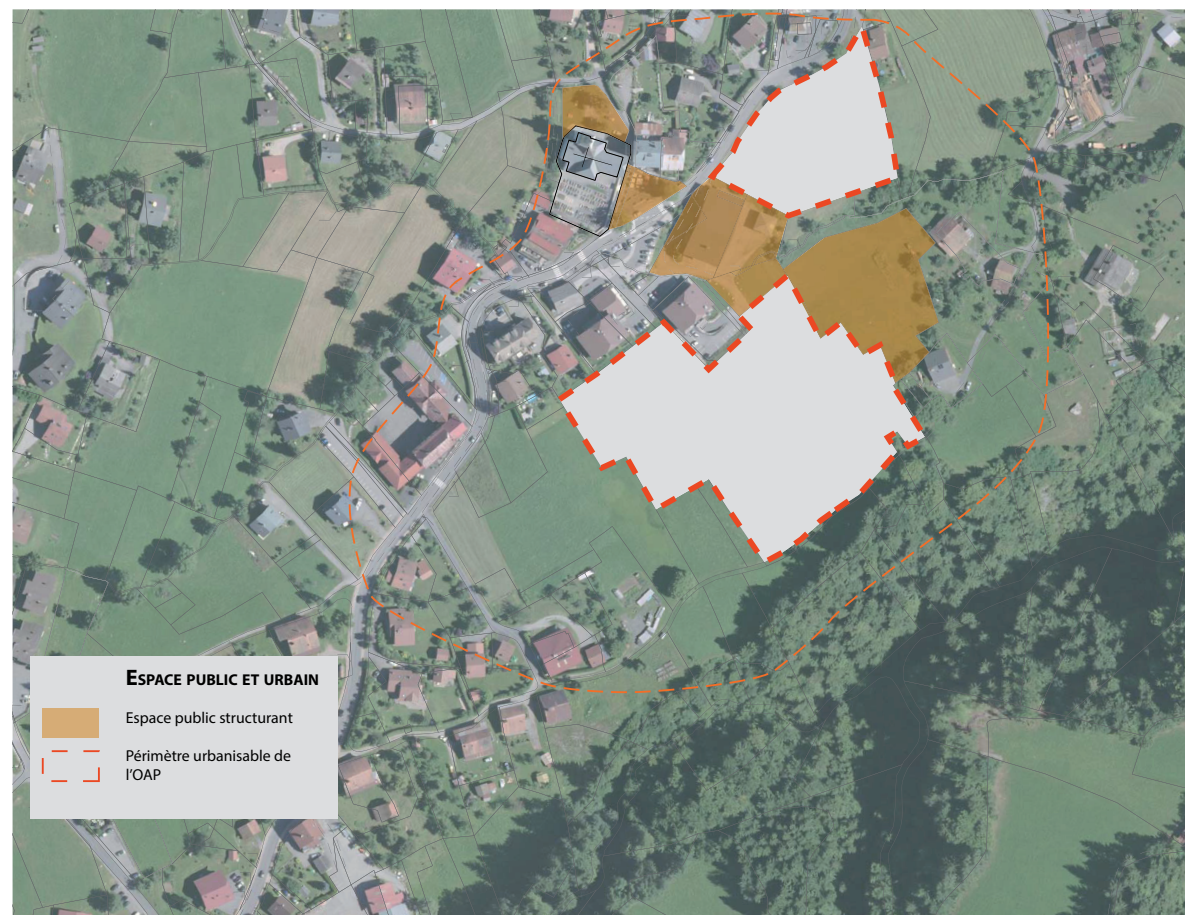 ESPACE PUBLIC ET URBAIN
Espace public structurant
Périmètre urbanisable de
l'OAP